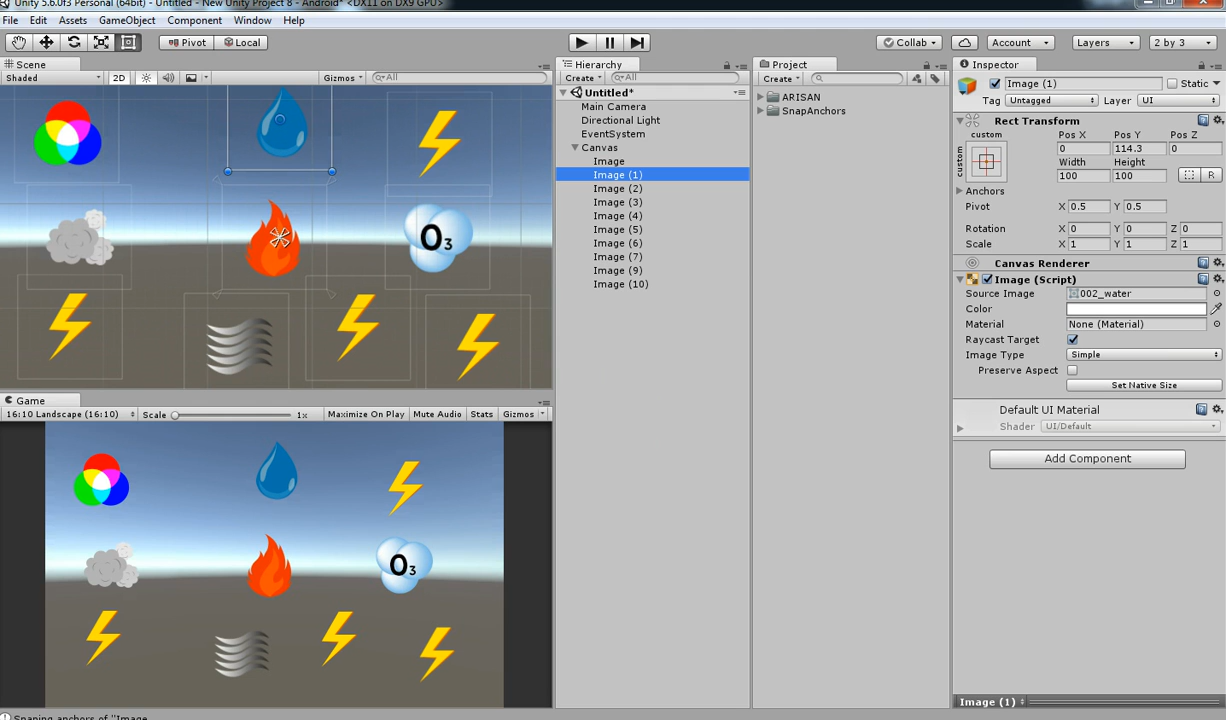 Unity 5.6.0f3 Personal (64bit) - Untitled - New Unity Project 8 - Android* <DX11 on DX9 GPU>
File Edit Assets GameObject Component Window Help
Pivot Local Collab Account Layers 2 by 3
Scene
Shaded 2D Gizmos All
O3
Game
16:10 Landscape (16:10) Scale 1x Maximize On Play Mute Audio Stats Gizmos
O3
Snaping anchors of "Image
Hierarchy
Create All
Untitled*
Main Camera
Directional Light
EventSystem
Canvas
Image
Image (1)
Image (2)
Image (3)
Image (4)
Image (5)
Image (6)
Image (7)
Image (9)
Image (10)
Project
Create
ARISAN
SnapAnchors
Inspector
Image (1) Static
Tag Untagged Layer UI
Rect Transform
custom Pos X Pos Y Pos Z
custom 0 114.3 0
Width Height
100 100 R
Anchors
Pivot X 0.5 Y 0.5
Rotation X 0 Y 0 Z 0
Scale X 1 Y 1 Z 1
Canvas Renderer
Image (Script)
Source Image 002_water
Color
Material None (Material)
Raycast Target
Image Type Simple
Preserve Aspect
Set Native Size
Default UI Material
Shader UI/Default
Add Component
Image (1)